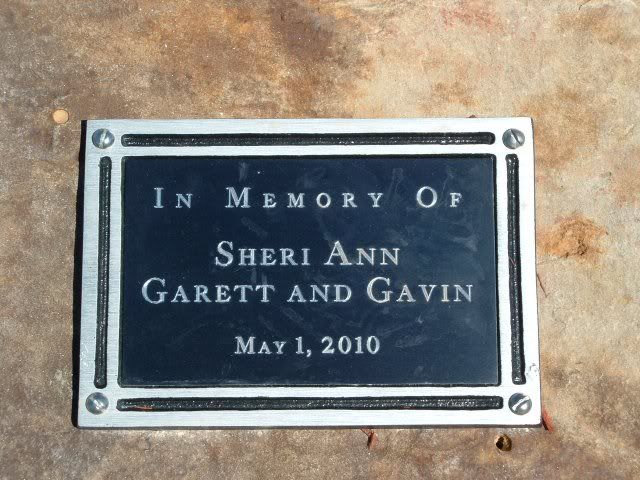 In Memory Of
Sheri Ann
Garett and Gavin
May 1, 2010